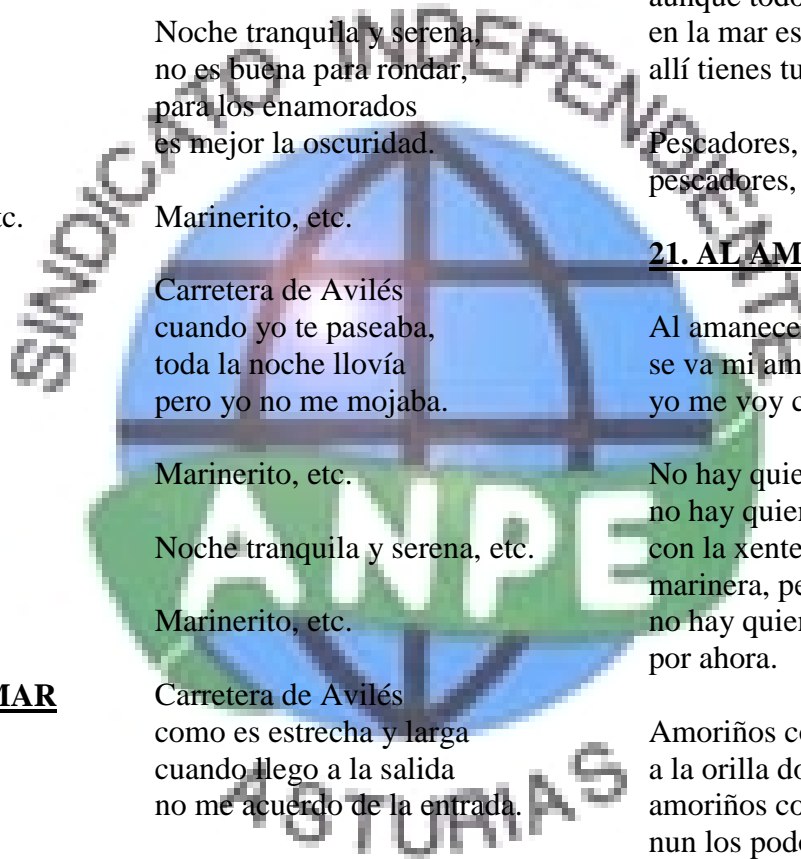 tc.
MAR
Noche tranquila y serena,
no es buena para rondar,
para los enamorados
es mejor la oscuridad.
Marinerito, etc.
Carretera de Avilés
cuando yo te paseaba,
toda la noche llovía
pero yo no me mojaba.
Marinerito, etc.
Noche tranquila y serena, etc.
Marinerito, etc.
Carretera de Avilés
como es estrecha y larga
cuando llego a la salida
no me acuerdo de la entrada.
aunque todo
en la mar es
allí tienes tu
Pescadores,
pescadores,
21. AL AM
Al amanece
se va mi am
yo me voy c
No hay quie
no hay quier
con la xente
marinera, pe
no hay quier
por ahora.
Amoriños co
a la orilla do
amoriños co
nun los pode
SINDICATO INDEPENDIENTE
ANPE
ASTURIAS